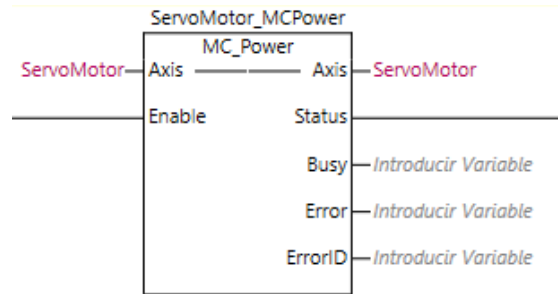 ServoMotor_MCPower
MC_Power
ServoMotor Axis Axis ServoMotor
Enable Status
Busy Introducir Variable
Error Introducir Variable
ErrorID Introducir Variable